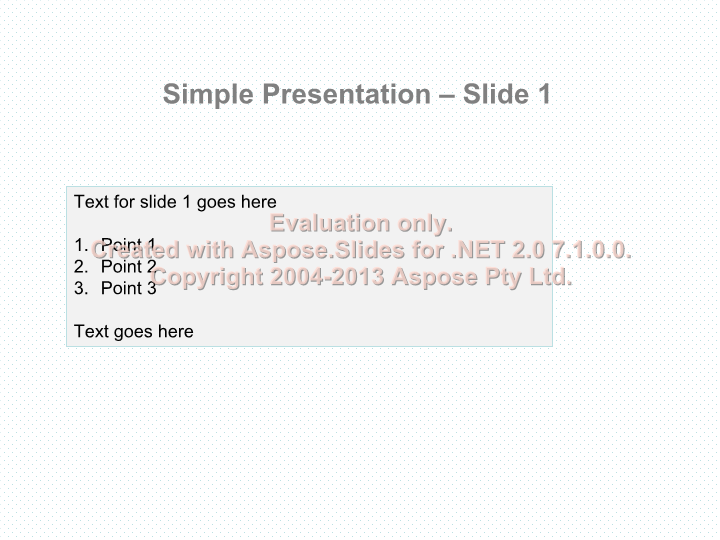 Simple Presentation – Slide 1
Text for slide 1 goes here
Evaluation only.
1. Point 1
Created with Aspose.Slides for .NET 2.0 7.1.0.0.
2. Point 2
Copyright 2004-2013 Aspose Pty Ltd.
3. Point 3
Text goes here